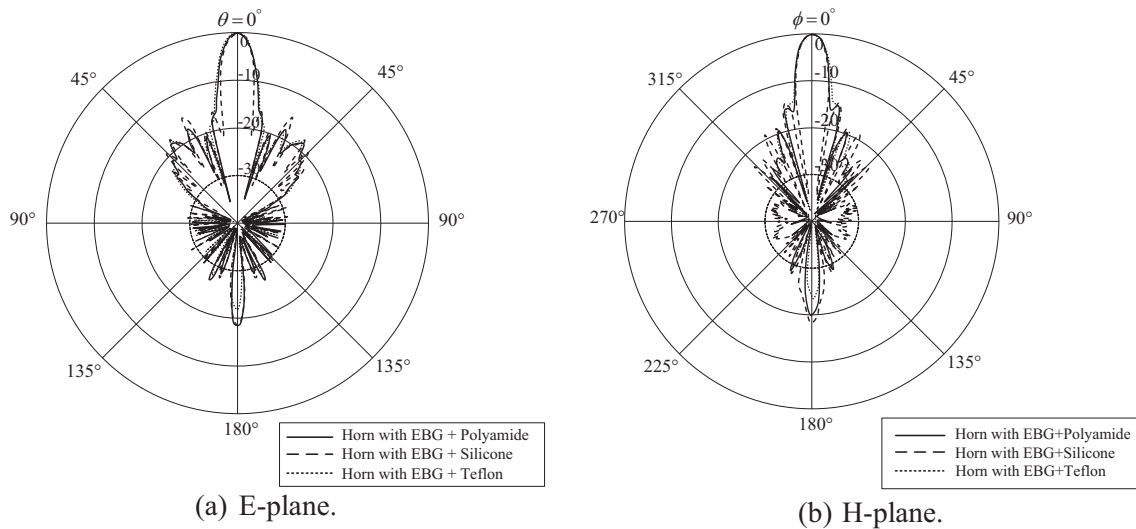 θ = 0°
0
45°
45°
-10
-20
-3
90°
90°
135°
135°
180°
Horn with EBG + Polyamide
Horn with EBG + Silicone
Horn with EBG + Teflon
(a) E-plane.
ϕ = 0°
0
315°
45°
-10
-20
-30
270°
90°
225°
135°
180°
Horn with EBG+Polyamide
Horn with EBG+Silicone
Horn with EBG+Teflon
(b) H-plane.